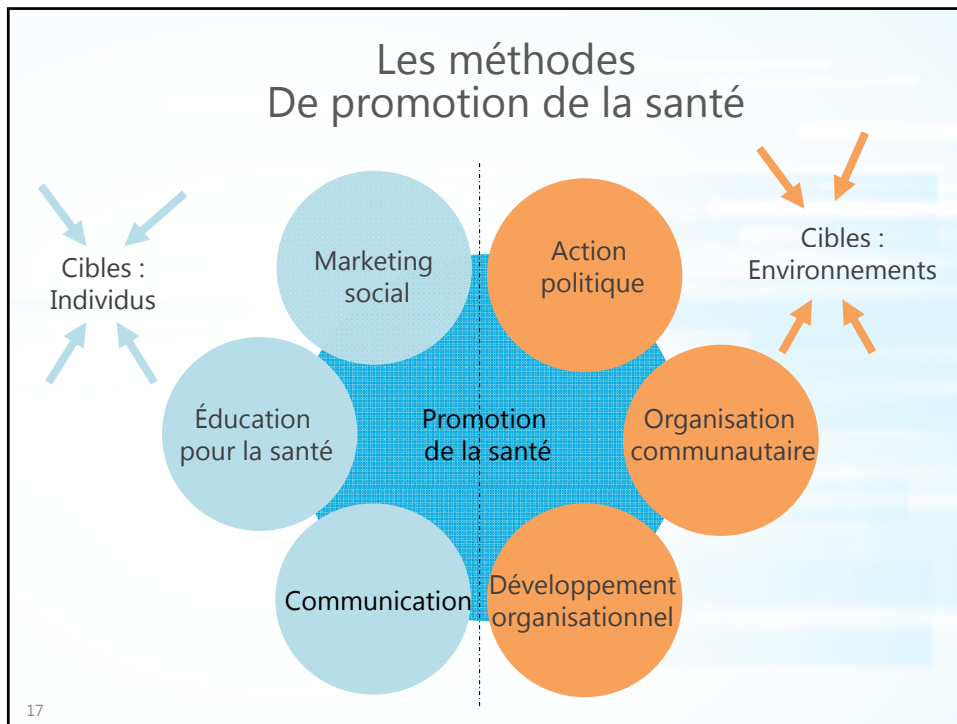 Les méthodes
De promotion de la santé
Cibles :
Individus
Marketing
social
Action
politique
Cibles :
Environnements
Éducation
pour la santé
Promotion
de la santé
Organisation
communautaire
Communication
Développement
organisationnel
17